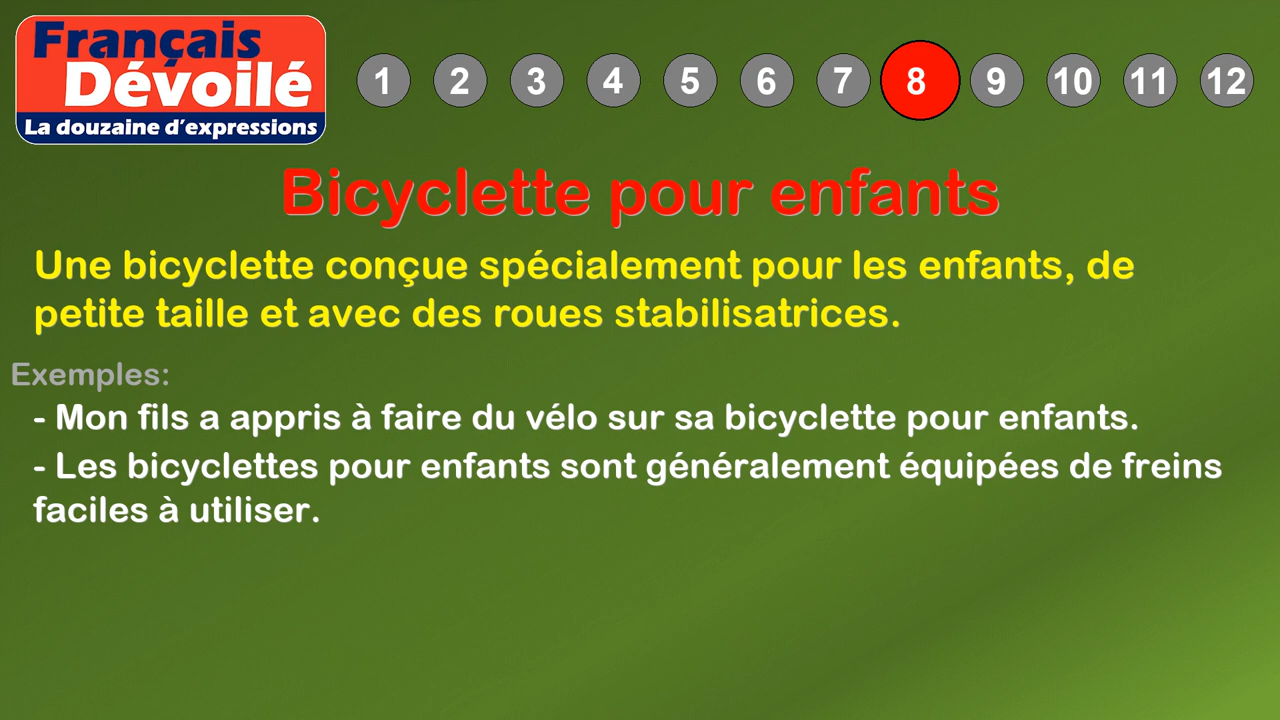 Français
Dévoilé
La douzaine d'expressions
1 2 3 4 5 6 7 8 9 10 11 12
Bicyclette pour enfants
Une bicyclette conçue spécialement pour les enfants, de
petite taille et avec des roues stabilisatrices.
Exemples:
- Mon fils a appris à faire du vélo sur sa bicyclette pour enfants.
- Les bicyclettes pour enfants sont généralement équipées de freins
faciles à utiliser.